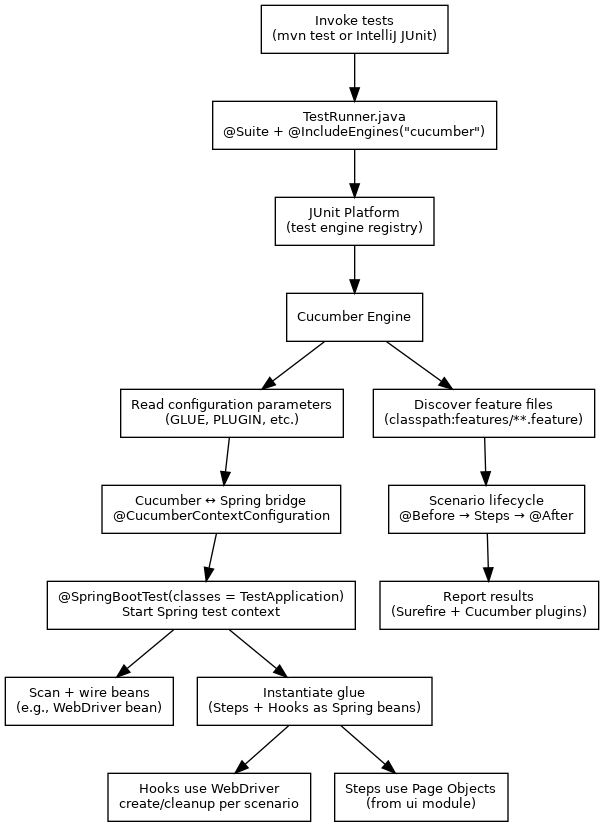 Invoke tests
(mvn test or IntelliJ JUnit)
TestRunner.java
@Suite + @IncludeEngines("cucumber")
JUnit Platform
(test engine registry)
Cucumber Engine
Read configuration parameters
(GLUE, PLUGIN, etc.)
Discover feature files
(classpath:features/**.feature)
Cucumber ↔ Spring bridge
@CucumberContextConfiguration
Scenario lifecycle
@Before → Steps → @After
@SpringBootTest(classes = TestApplication)
Start Spring test context
Report results
(Surefire + Cucumber plugins)
Scan + wire beans
(e.g., WebDriver bean)
Instantiate glue
(Steps + Hooks as Spring beans)
Hooks use WebDriver
create/cleanup per scenario
Steps use Page Objects
(from ui module)